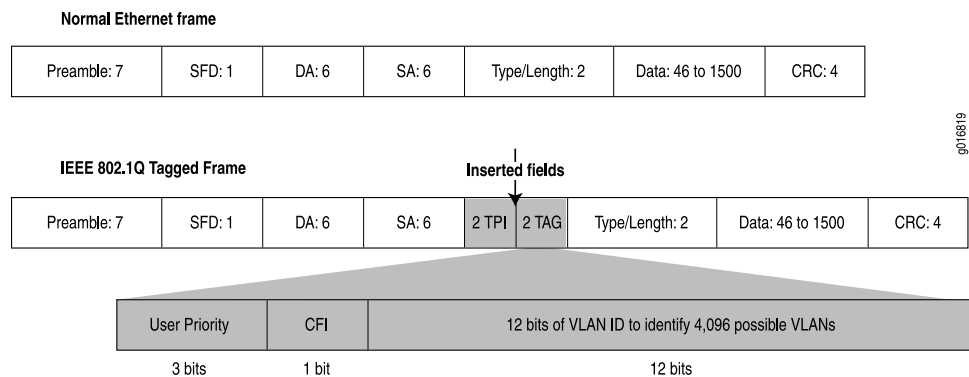 Normal Ethernet frame
Preamble: 7 SFD: 1 DA: 6 SA: 6 Type/Length: 2 Data: 46 to 1500 CRC: 4
g016819
IEEE 802.1Q Tagged Frame Inserted fields
Preamble: 7 SFD: 1 DA: 6 SA: 6 2 TPI 2 TAG Type/Length: 2 Data: 46 to 1500 CRC: 4
User Priority CFI 12 bits of VLAN ID to identify 4,096 possible VLANs
3 bits 1 bit 12 bits